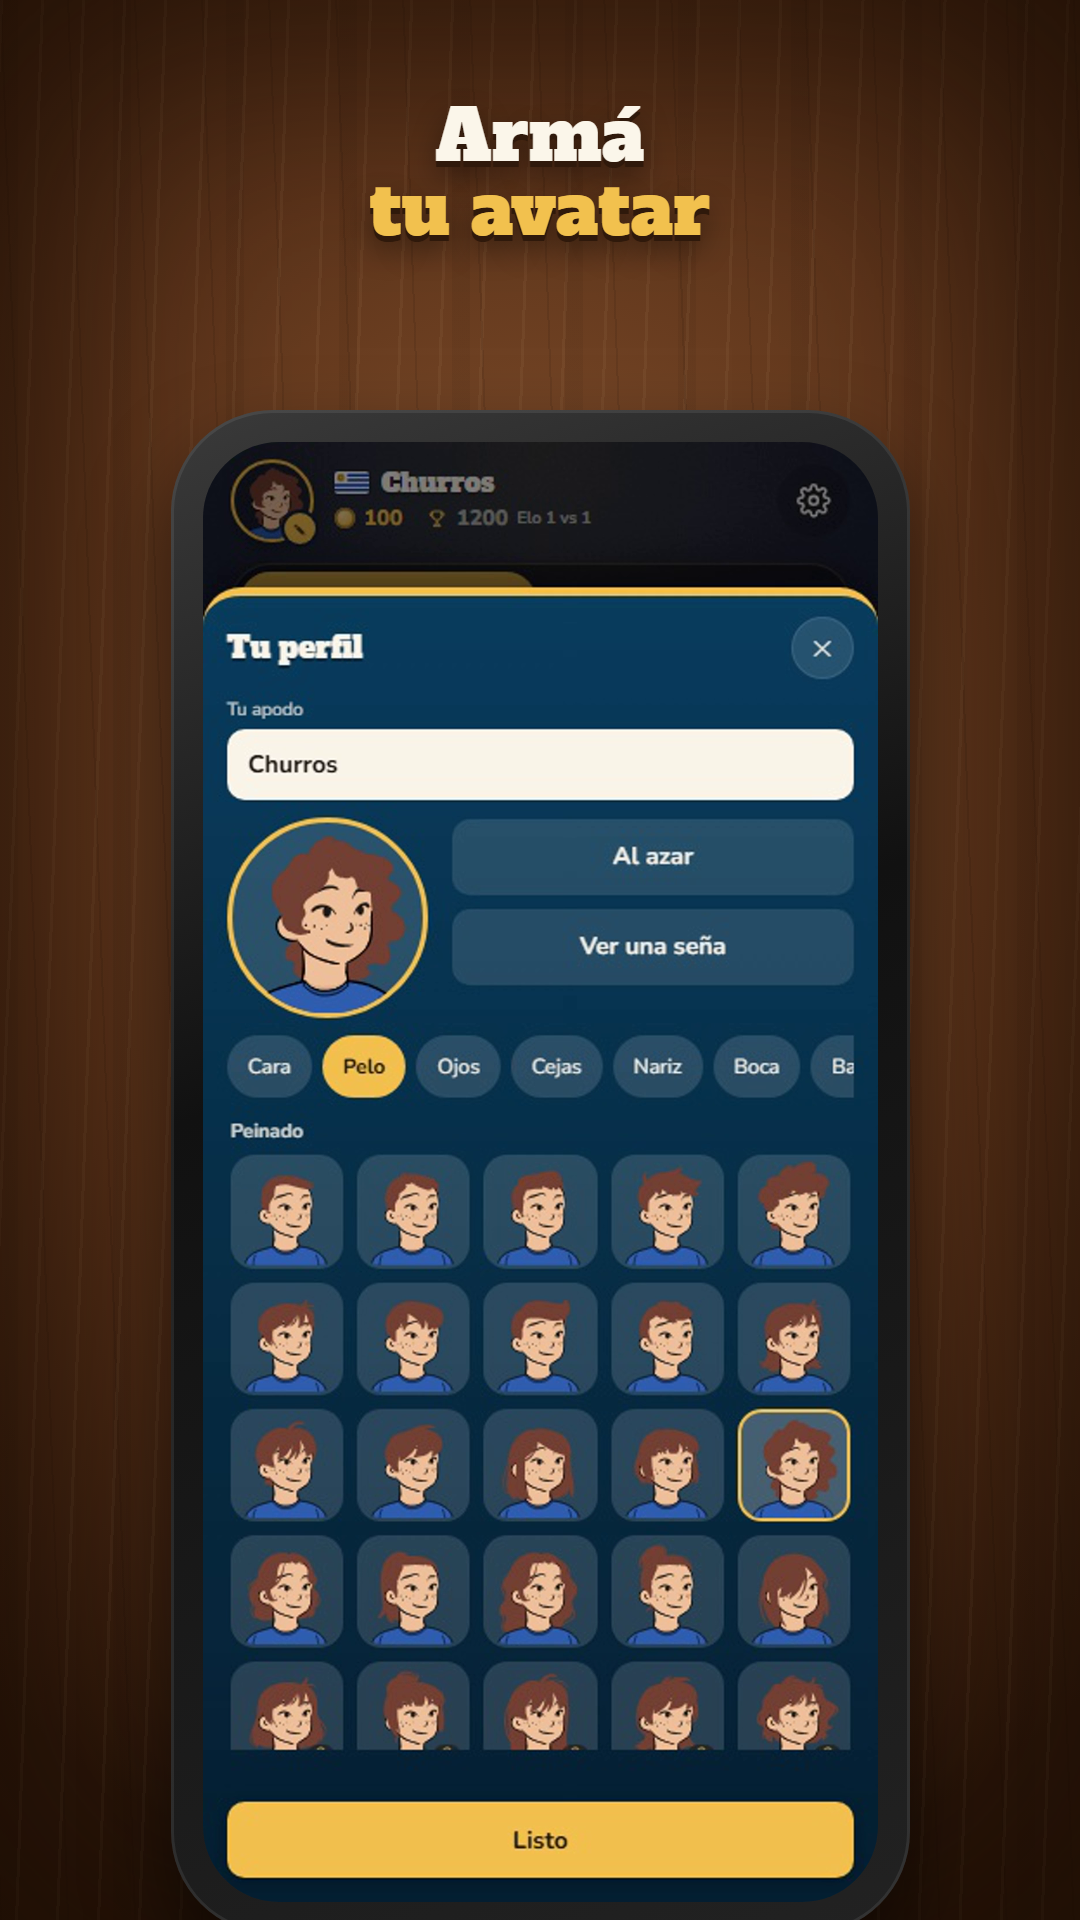 Armá
tu avatar
Churros
100 1200 Elo 1 vs 1
Tu perfil
Tu apodo
Churros
Al azar
Ver una seña
Cara Pelo Ojos Cejas Nariz Boca Ba
Peinado
Listo